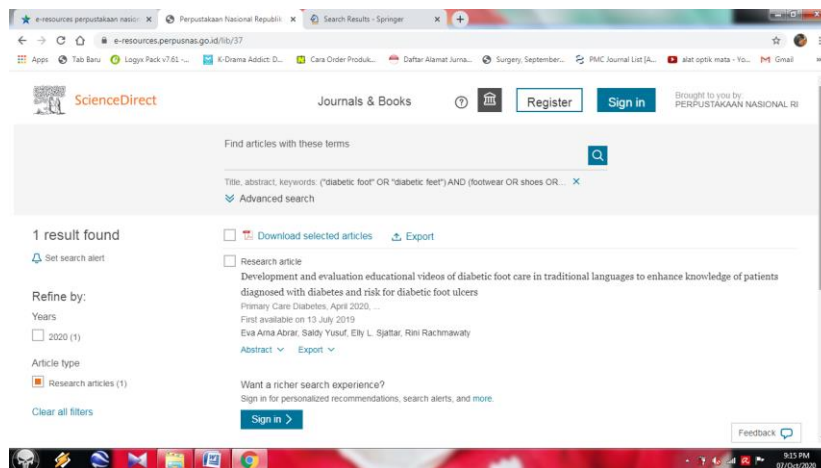 e-resources perpustakaan nasion
Perpustakaan Nasional Republik
Search Results - Springer
e-resources.perpusnas.go.id/lib/37
Apps Tab Baru Logyx Pack v7.61 -... K-Drama Addict: D... Cara Order Produk... Daftar Alamat Jurna... Surgery, September... PMC Journal List [A... alat optik mata - Yo... Gmail
ScienceDirect
Journals & Books
Register
Sign in
Brought to you by:
PERPUSTAKAAN NASIONAL RI
Find articles with these terms
Title, abstract, keywords: ("diabetic foot" OR "diabetic feet") AND (footwear OR shoes OR...
Advanced search
1 result found
Set search alert
Refine by:
Years
2020 (1)
Article type
Research articles (1)
Clear all filters
Download selected articles
Export
Research article
Development and evaluation educational videos of diabetic foot care in traditional languages to enhance knowledge of patients
diagnosed with diabetes and risk for diabetic foot ulcers
Primary Care Diabetes, April 2020, ...
First available on 13 July 2019
Eva Arna Abrar, Saldy Yusuf, Elly L. Sjattar, Rini Rachmawaty
Abstract Export
Want a richer search experience?
Sign in for personalized recommendations, search alerts, and more.
Sign in
Feedback
9:15 PM
07/Oct/2020